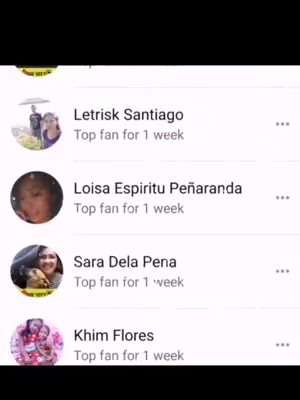 Letrisk Santiago
Top fan for 1 week
Loisa Espiritu Peñaranda
Top fan for 1 week
Sara Dela Pena
Top fan for 1 week
Khim Flores
Top fan for 1 week